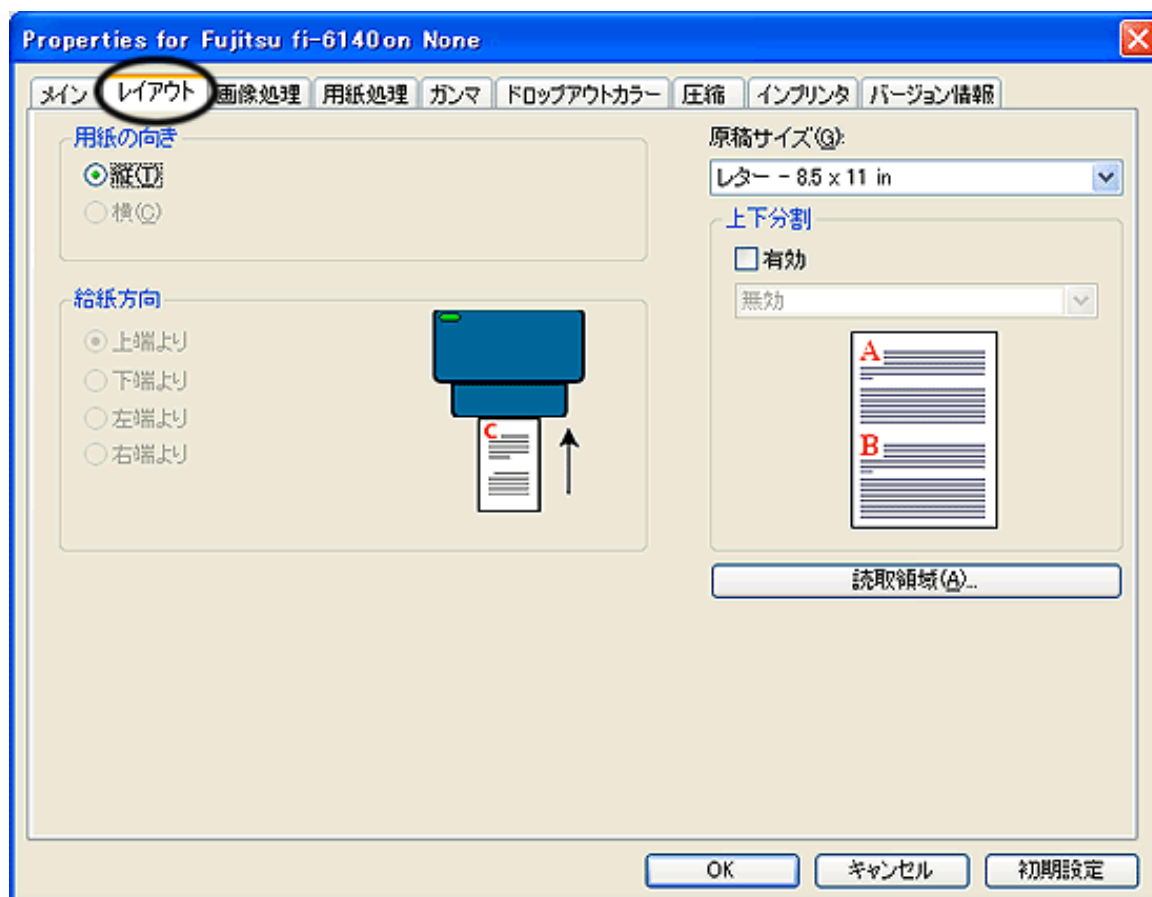 Properties for Fujitsu fi-6140 on None
メイン レイアウト 画像処理 用紙処理 ガンマ ドロップアウトカラー 圧縮 インプリンタ バージョン情報
用紙の向き
縦(T)
横(C)
給紙方向
上端より
下端より
左端より
右端より
C
原稿サイズ(G):
レター - 8.5 x 11 in
上下分割
有効
無効
A
B
読取領域(A)...
OK キャンセル 初期設定